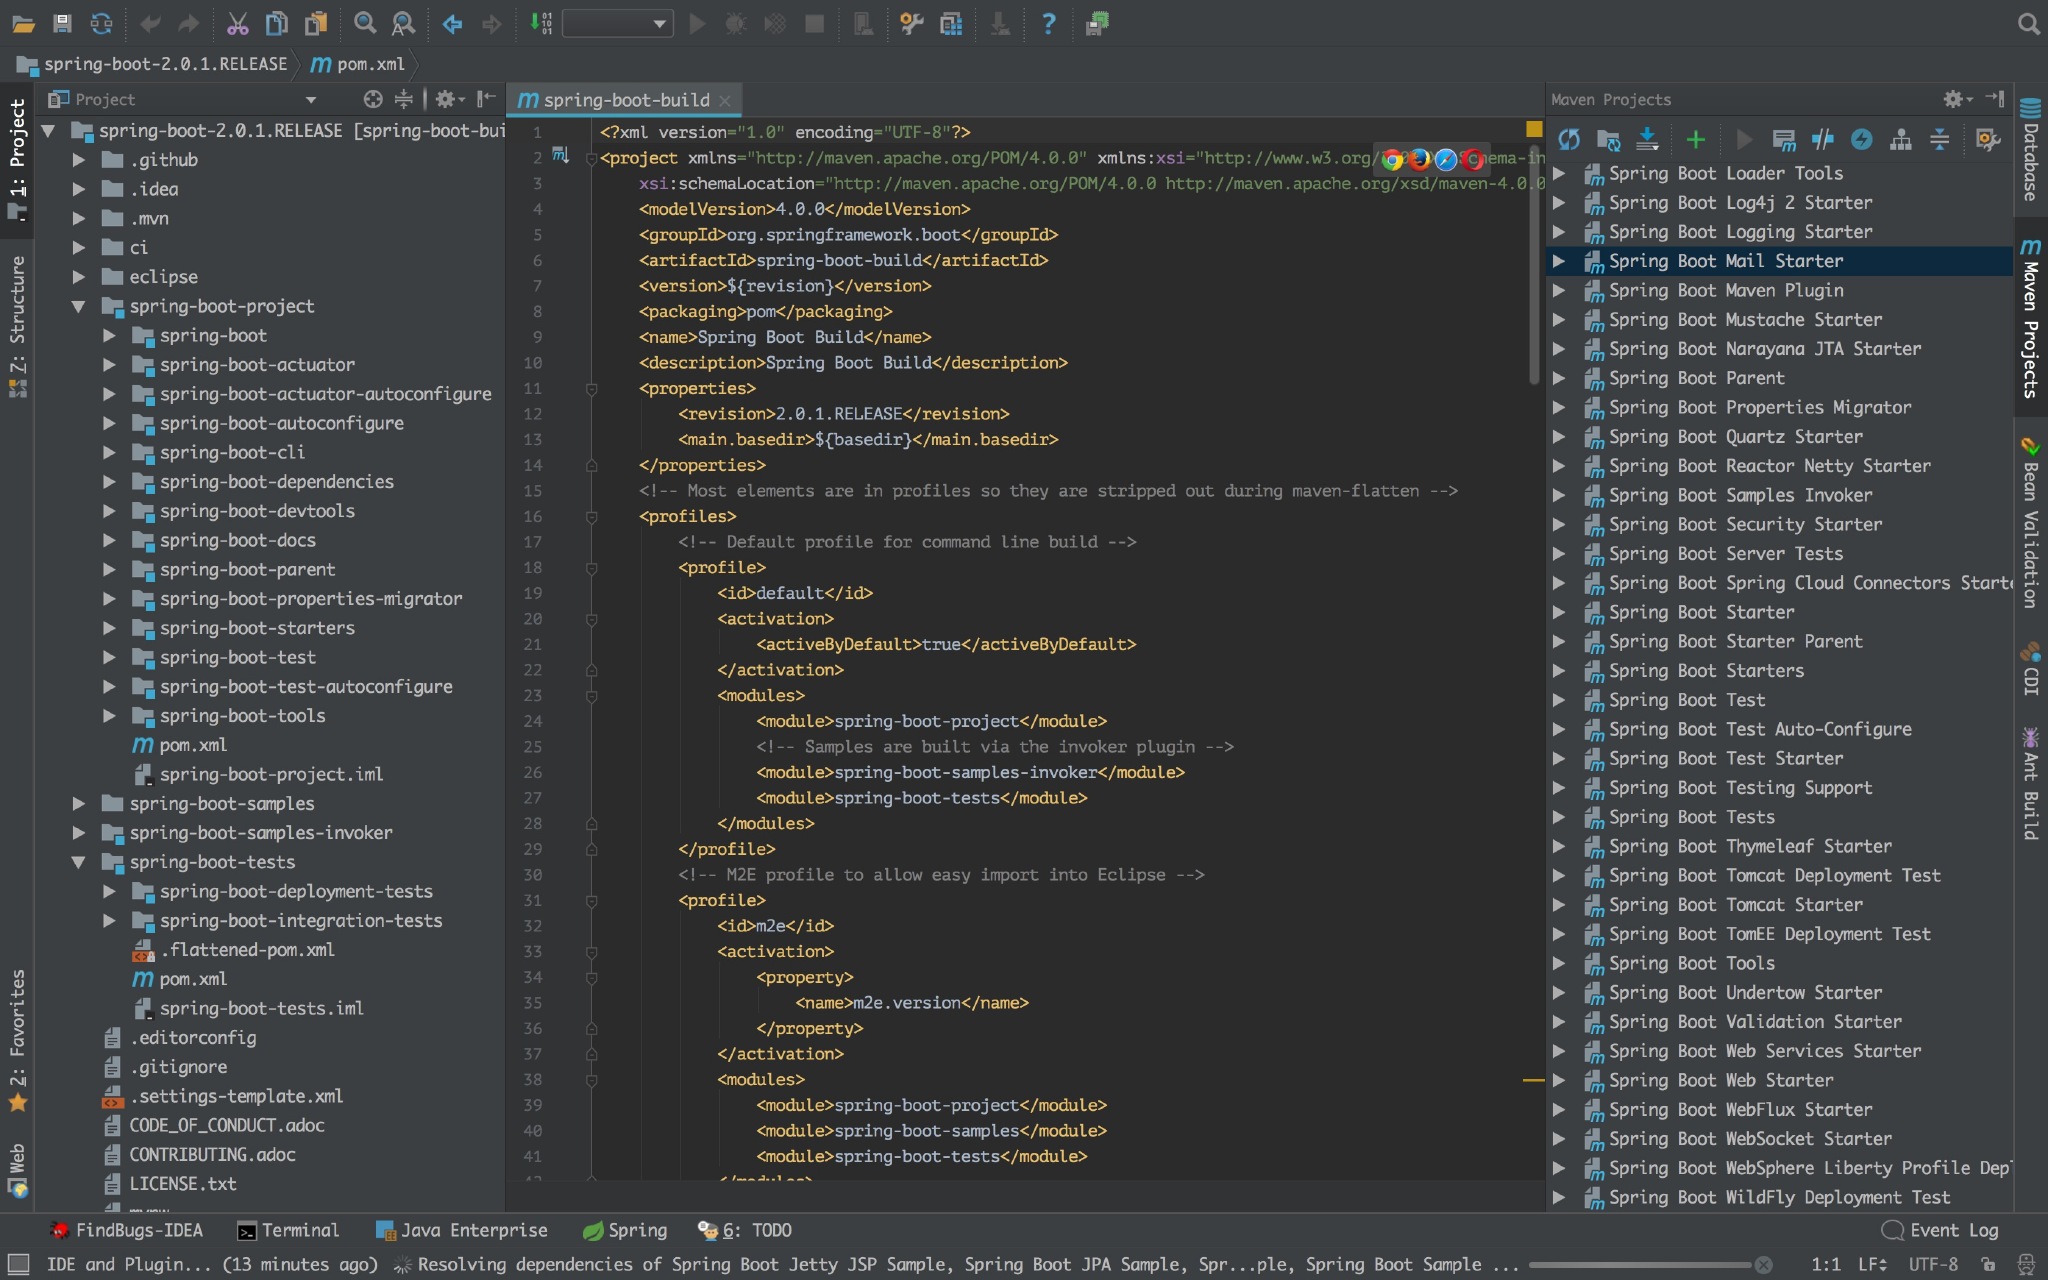 spring-boot-2.0.1.RELEASE
pom.xml
1: Project
Z: Structure
2: Favorites
Web
Project
spring-boot-2.0.1.RELEASE [spring-boot-bui
.github
.idea
.mvn
ci
eclipse
spring-boot-project
spring-boot
spring-boot-actuator
spring-boot-actuator-autoconfigure
spring-boot-autoconfigure
spring-boot-cli
spring-boot-dependencies
spring-boot-devtools
spring-boot-docs
spring-boot-parent
spring-boot-properties-migrator
spring-boot-starters
spring-boot-test
spring-boot-test-autoconfigure
spring-boot-tools
pom.xml
spring-boot-project.iml
spring-boot-samples
spring-boot-samples-invoker
spring-boot-tests
spring-boot-deployment-tests
spring-boot-integration-tests
.flattened-pom.xml
pom.xml
spring-boot-tests.iml
.editorconfig
.gitignore
.settings-template.xml
CODE_OF_CONDUCT.adoc
CONTRIBUTING.adoc
LICENSE.txt
spring-boot-build
1 <?xml version="1.0" encoding="UTF-8"?>
2 <project xmlns="http://maven.apache.org/POM/4.0.0" xmlns:xsi="http://www.w3.org/
3 xsi:schemaLocation="http://maven.apache.org/POM/4.0.0 http://maven.apache.org/xsd/maven-4.0.0
4 <modelVersion>4.0.0</modelVersion>
5 <groupId>org.springframework.boot</groupId>
6 <artifactId>spring-boot-build</artifactId>
7 <version>${revision}</version>
8 <packaging>pom</packaging>
9 <name>Spring Boot Build</name>
10 <description>Spring Boot Build</description>
11 <properties>
12 <revision>2.0.1.RELEASE</revision>
13 <main.basedir>${basedir}</main.basedir>
14 </properties>
15 <!-- Most elements are in profiles so they are stripped out during maven-flatten -->
16 <profiles>
17 <!-- Default profile for command line build -->
18 <profile>
19 <id>default</id>
20 <activation>
21 <activeByDefault>true</activeByDefault>
22 </activation>
23 <modules>
24 <module>spring-boot-project</module>
25 <!-- Samples are built via the invoker plugin -->
26 <module>spring-boot-samples-invoker</module>
27 <module>spring-boot-tests</module>
28 </modules>
29 </profile>
30 <!-- M2E profile to allow easy import into Eclipse -->
31 <profile>
32 <id>m2e</id>
33 <activation>
34 <property>
35 <name>m2e.version</name>
36 </property>
37 </activation>
38 <modules>
39 <module>spring-boot-project</module>
40 <module>spring-boot-samples</module>
41 <module>spring-boot-tests</module>
Maven Projects
Spring Boot Loader Tools
Spring Boot Log4j 2 Starter
Spring Boot Logging Starter
Spring Boot Mail Starter
Spring Boot Maven Plugin
Spring Boot Mustache Starter
Spring Boot Narayana JTA Starter
Spring Boot Parent
Spring Boot Properties Migrator
Spring Boot Quartz Starter
Spring Boot Reactor Netty Starter
Spring Boot Samples Invoker
Spring Boot Security Starter
Spring Boot Server Tests
Spring Boot Spring Cloud Connectors Starte
Spring Boot Starter
Spring Boot Starter Parent
Spring Boot Starters
Spring Boot Test
Spring Boot Test Auto-Configure
Spring Boot Test Starter
Spring Boot Testing Support
Spring Boot Tests
Spring Boot Thymeleaf Starter
Spring Boot Tomcat Deployment Test
Spring Boot Tomcat Starter
Spring Boot TomEE Deployment Test
Spring Boot Tools
Spring Boot Undertow Starter
Spring Boot Validation Starter
Spring Boot Web Services Starter
Spring Boot Web Starter
Spring Boot WebFlux Starter
Spring Boot WebSocket Starter
Spring Boot WebSphere Liberty Profile Dep
Spring Boot WildFly Deployment Test
Database
Maven Projects
Bean Validation
CDI
Ant Build
FindBugs-IDEA
Terminal
Java Enterprise
Spring
6: TODO
Event Log
IDE and Plugin... (13 minutes ago)
Resolving dependencies of Spring Boot Jetty JSP Sample, Spring Boot JPA Sample, Spr...ple, Spring Boot Sample ...
1:1
LF
UTF-8